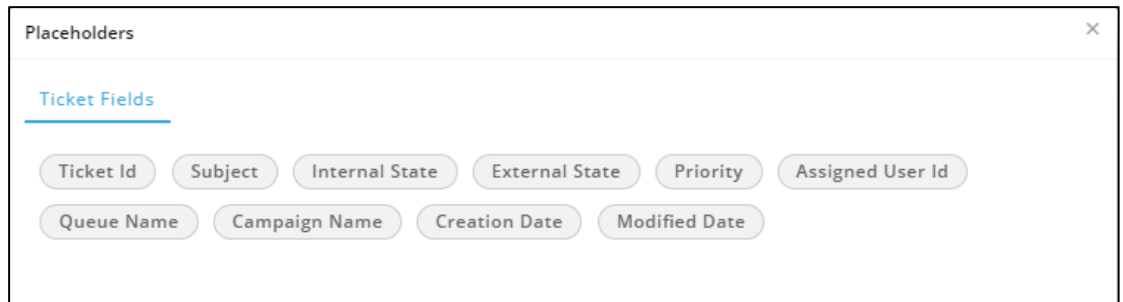 Placeholders
Ticket Fields
Ticket Id Subject Internal State External State Priority Assigned User Id
Queue Name Campaign Name Creation Date Modified Date